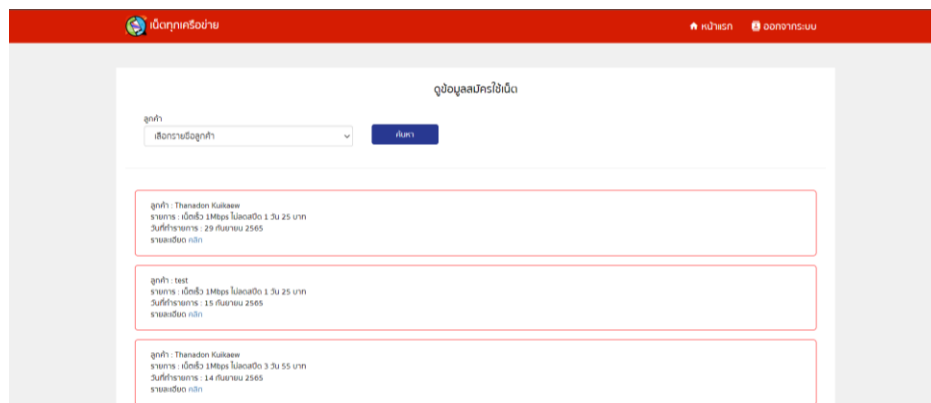 เน็ตทุกเครือข่าย
หน้าแรก
ออกจากระบบ
ดูข้อมูลสมัครใช้เน็ต
ลูกค้า
เลือกรายชื่อลูกค้า
ค้นหา
ลูกค้า : Thanadon Kuikaew
รายการ : เน็ตเร็ว 1Mbps ไม่ลดสปีด 1 วัน 25 บาท
วันที่ทำรายการ : 29 กันยายน 2565
รายละเอียด คลิก
ลูกค้า : test
รายการ : เน็ตเร็ว 1Mbps ไม่ลดสปีด 1 วัน 25 บาท
วันที่ทำรายการ : 15 กันยายน 2565
รายละเอียด คลิก
ลูกค้า : Thanadon Kuikaew
รายการ : เน็ตเร็ว 1Mbps ไม่ลดสปีด 3 วัน 55 บาท
วันที่ทำรายการ : 14 กันยายน 2565
รายละเอียด คลิก